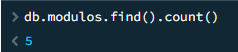 > db.modulos.find().count()
< 5